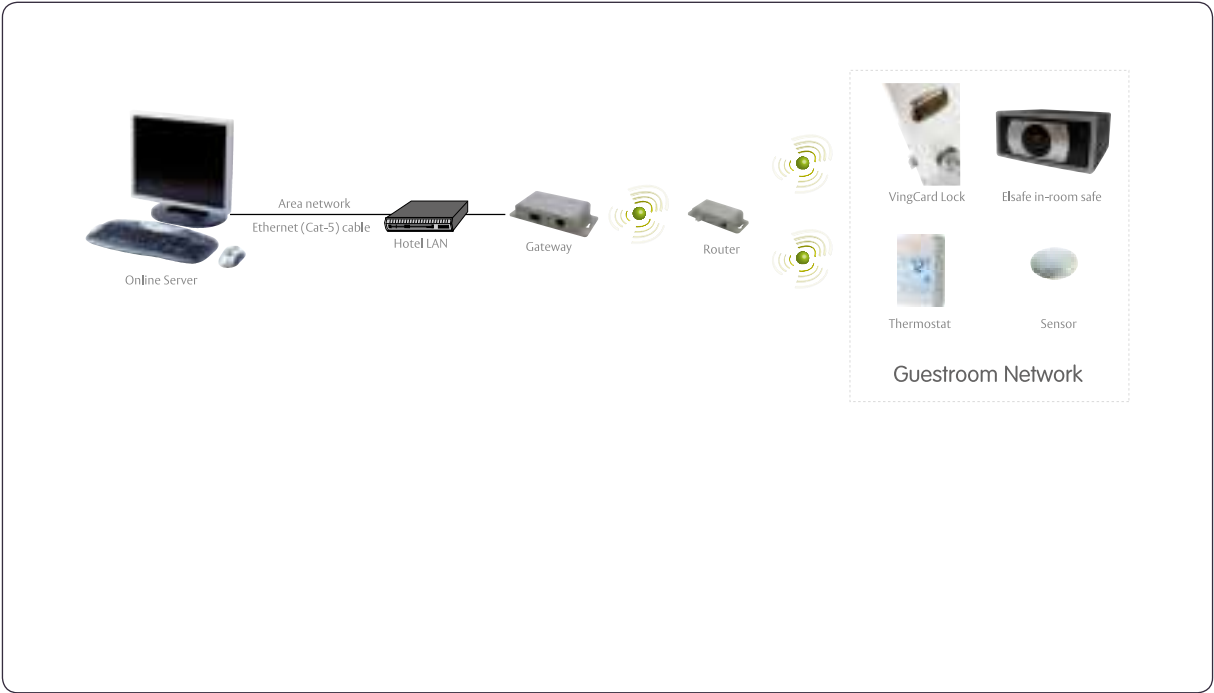 Area network
Ethernet (Cat-5) cable
Online Server
Hotel LAN
Gateway
Router
VingCard Lock
Elsafe in-room safe
Thermostat
Sensor
Guestroom Network